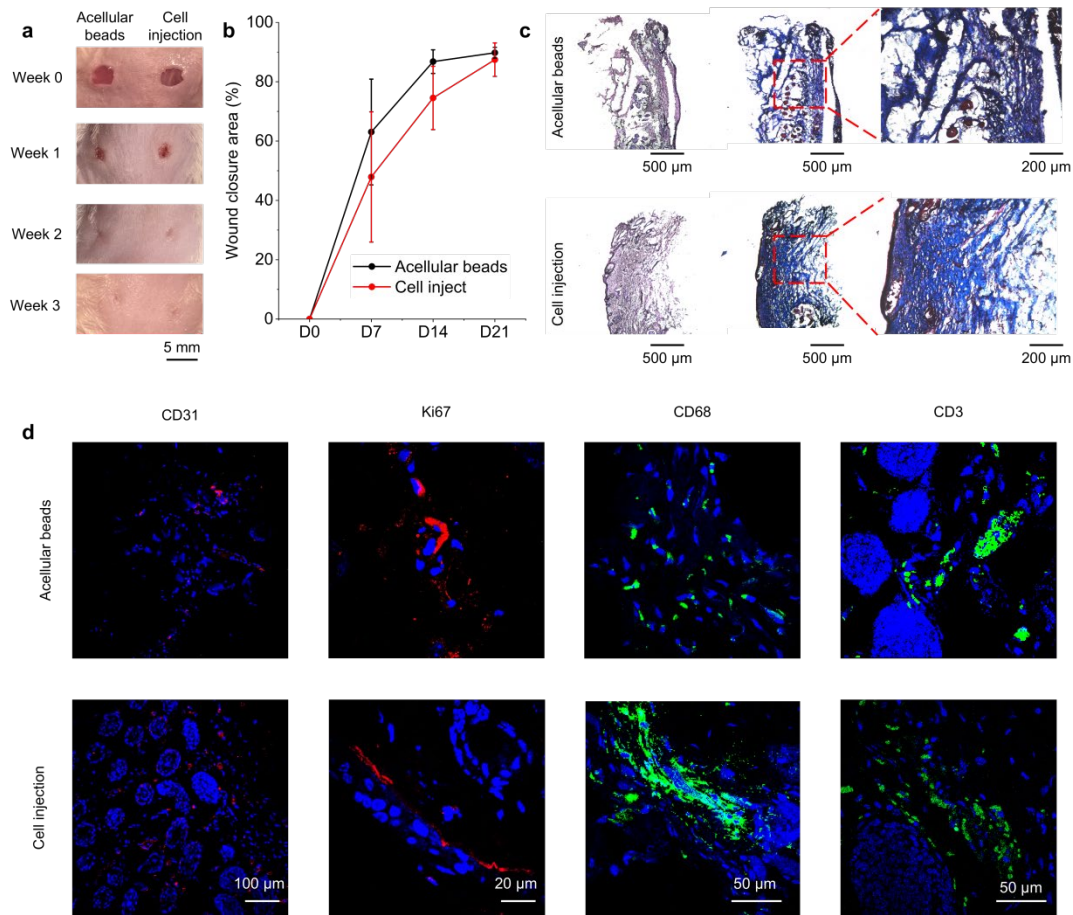 a
Acellular
beads
Cell
injection
Week 0
Week 1
Week 2
Week 3
5 mm
b
Wound closure area (%)
100
80
60
40
20
0
Acellular beads
Cell inject
D0 D7 D14 D21
c
Acellular beads
500 µm 500 µm 200 µm
Cell injection
500 µm 500 µm 200 µm
d
CD31 Ki67 CD68 CD3
Acellular beads
Cell injection
100 µm 20 µm 50 µm 50 µm